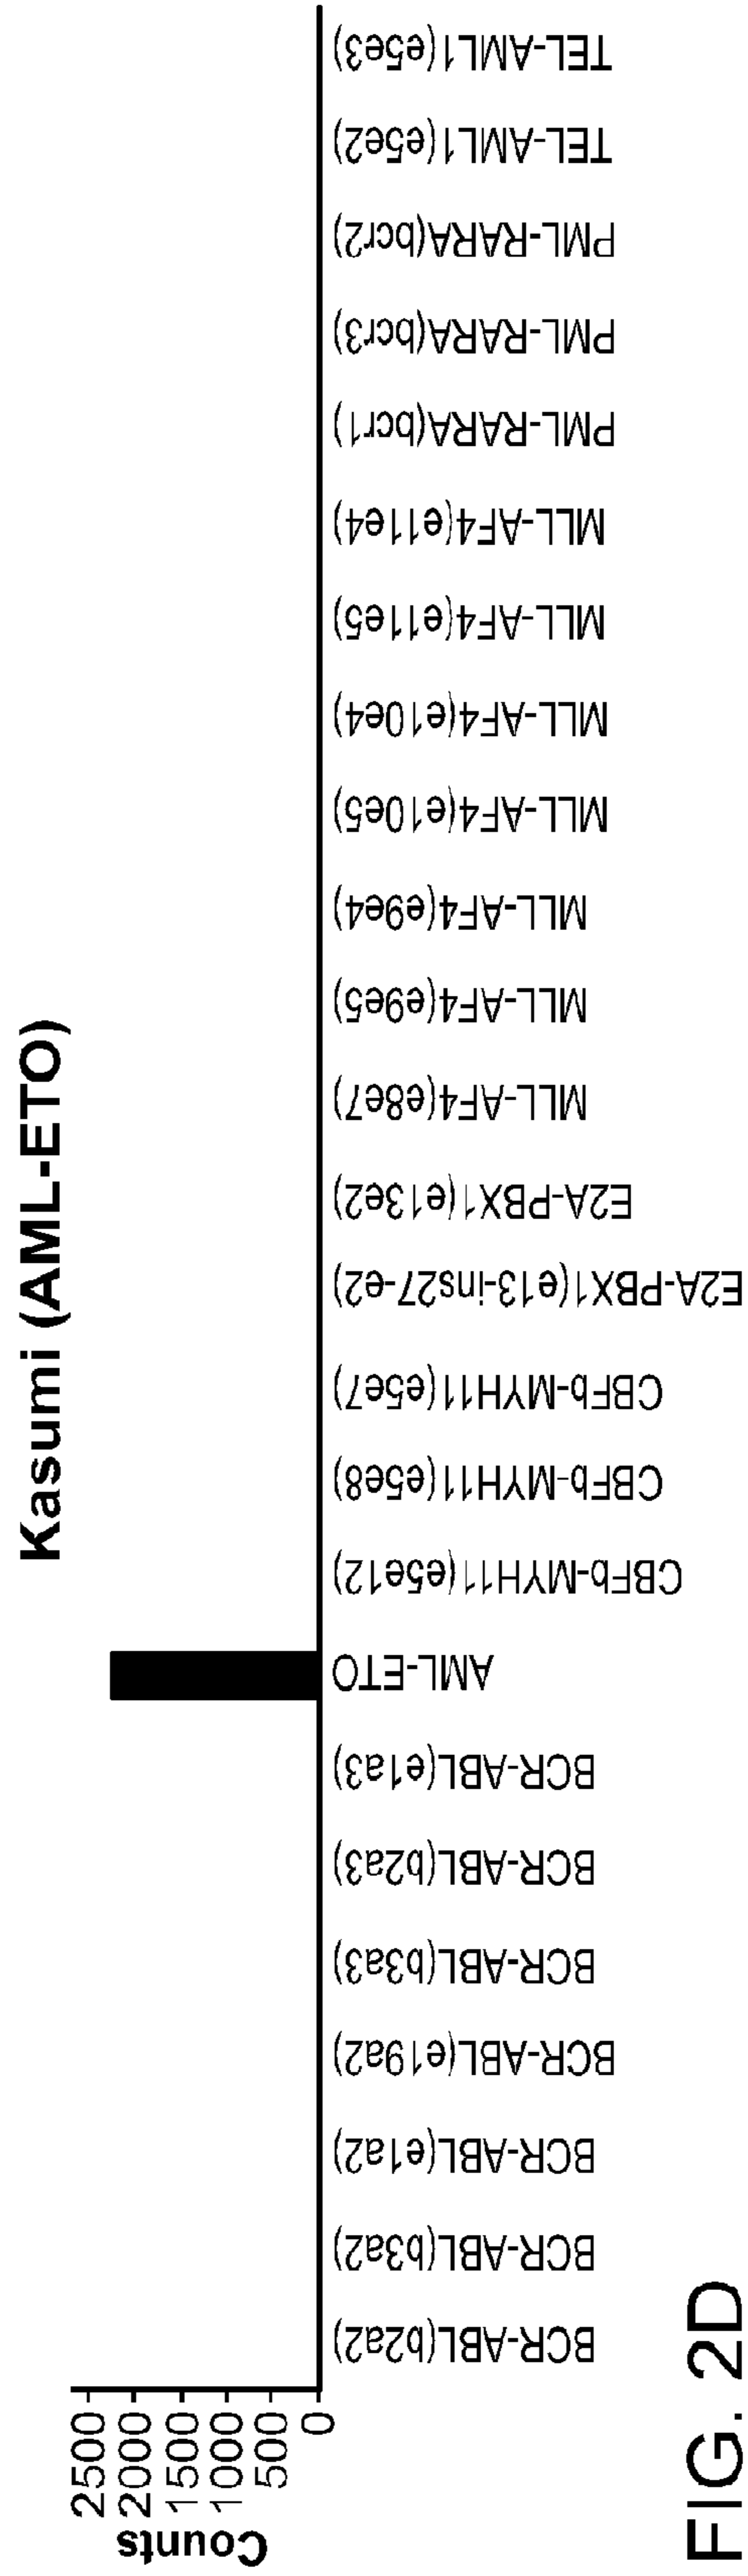 Kasumi (AML-ETO)
Counts
2500
2000
1500
1000
500
0
BCR-ABL(b2a2)
BCR-ABL(b3a2)
BCR-ABL(e1a2)
BCR-ABL(e19a2)
BCR-ABL(b3a3)
BCR-ABL(b2a3)
BCR-ABL(e1a3)
AML-ETO
CBFb-MYH11(e5e12)
CBFb-MYH11(e5e8)
CBFb-MYH11(e5e7)
E2A-PBX1(e13-ins27-e2)
E2A-PBX1(e13e2)
MLL-AF4(e8e7)
MLL-AF4(e9e5)
MLL-AF4(e9e4)
MLL-AF4(e10e5)
MLL-AF4(e10e4)
MLL-AF4(e11e5)
MLL-AF4(e11e4)
PML-RARA(bcr1)
PML-RARA(bcr3)
PML-RARA(bcr2)
TEL-AML1(e5e2)
TEL-AML1(e5e3)
FIG. 2D